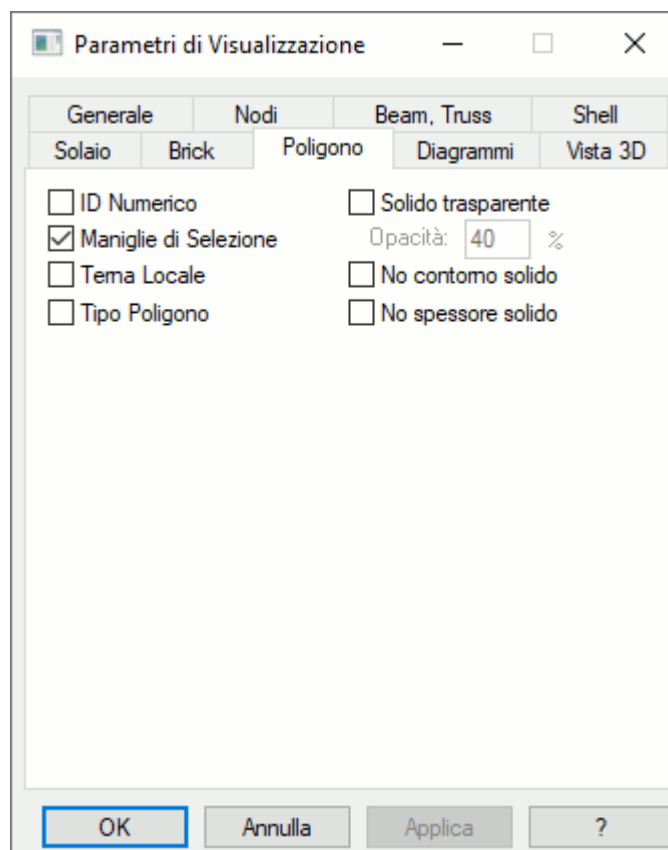 Parametri di Visualizzazione
Generale Nodi Beam, Truss Shell
Solaio Brick Poligono Diagrammi Vista 3D
ID Numerico Solido trasparente
Maniglie di Selezione Opacità: 40 %
Terna Locale No contorno solido
Tipo Poligono No spessore solido
OK Annulla Applica ?